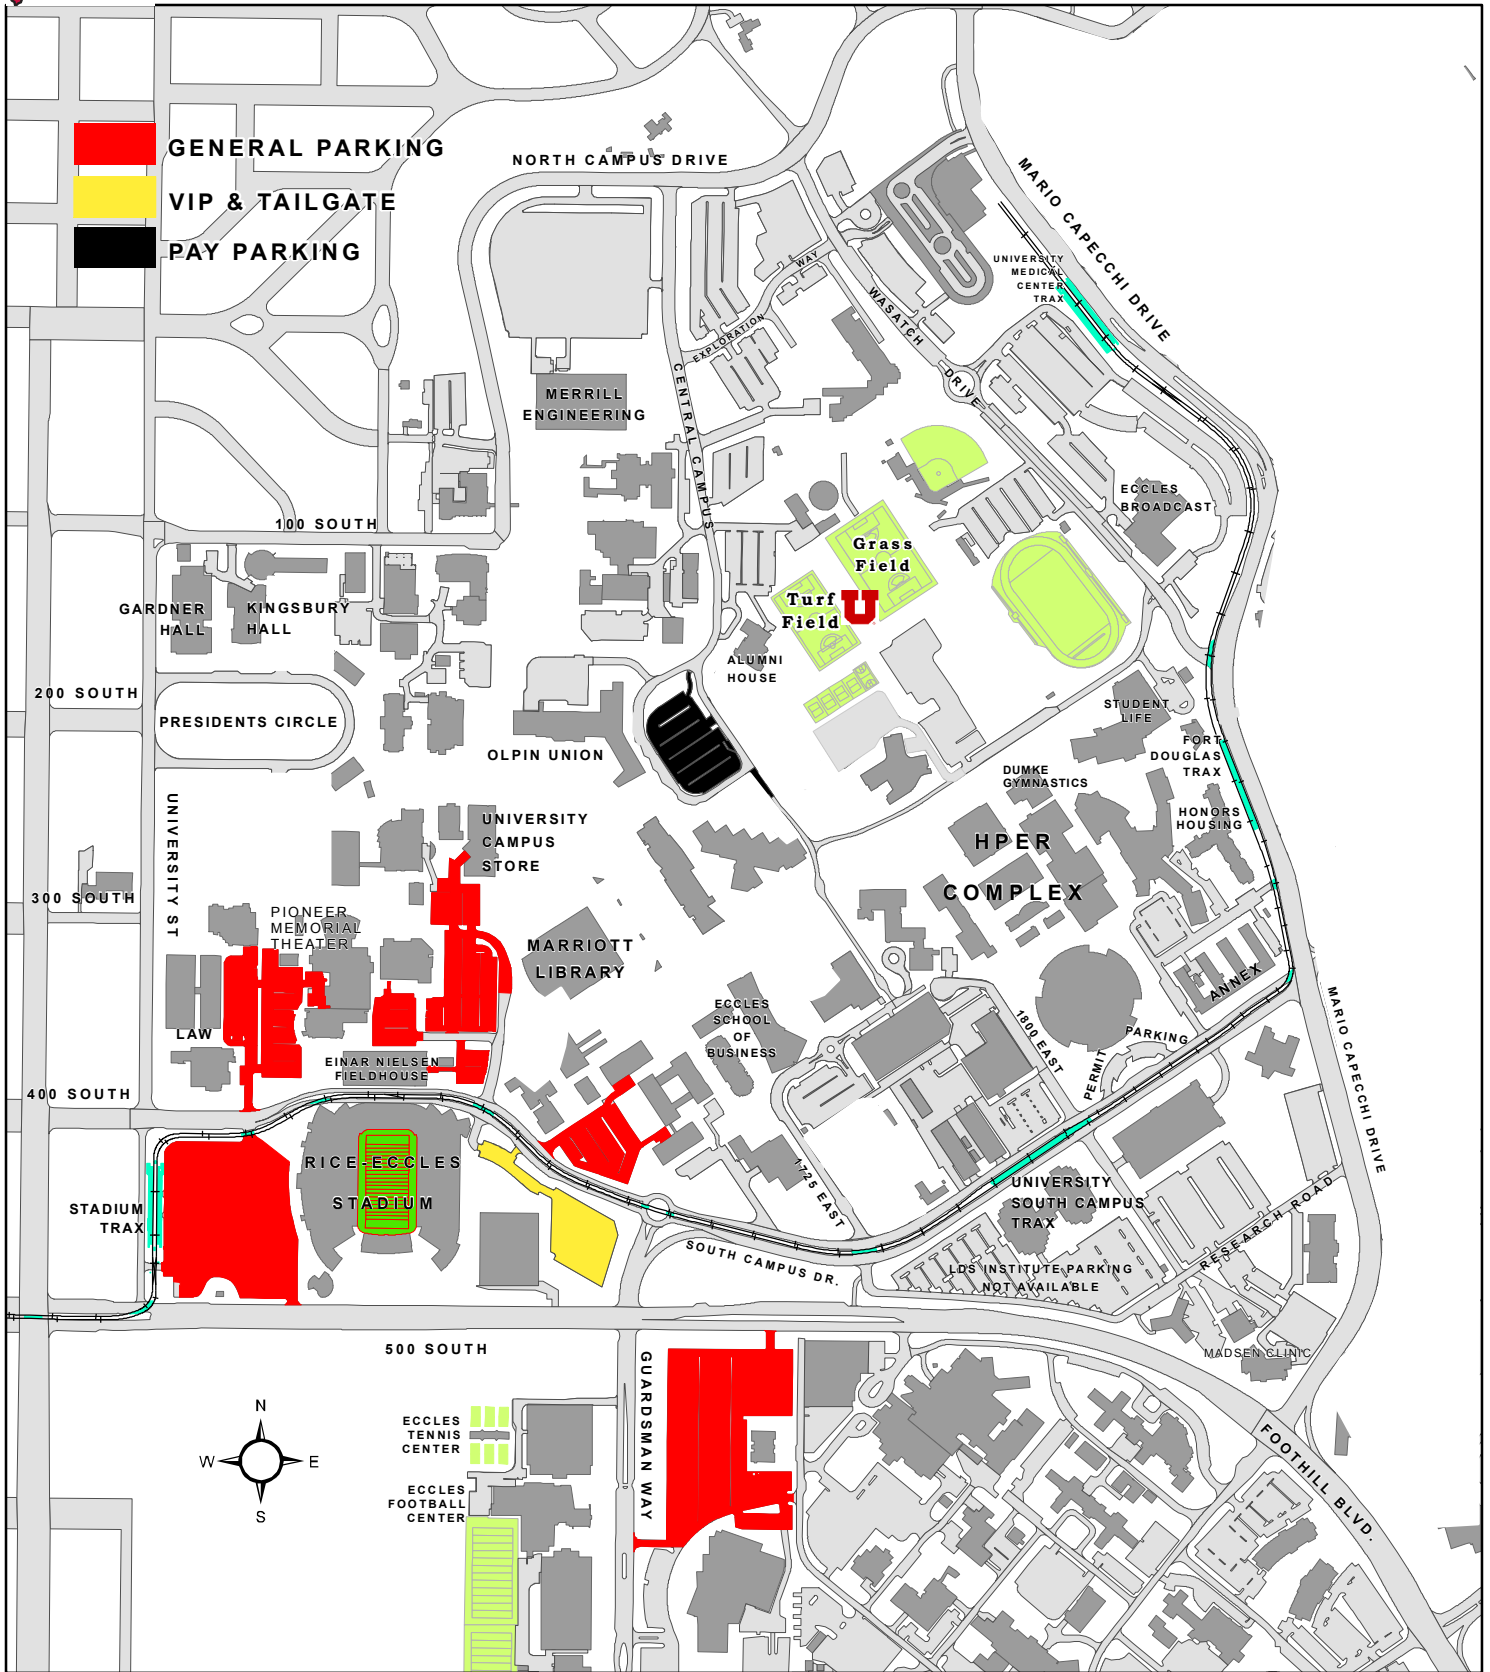 GENERAL PARKING
VIP & TAILGATE
PAY PARKING
NORTH CAMPUS DRIVE
MARIO CAPECCHI DRIVE
UNIVERSITY
MEDICAL
CENTER
TRAX
WAY
EXPLORATION
WASATCH
DRIVE
CENTRAL CAMPUS
MERRILL
ENGINEERING
ECCLES
BROADCAST
100 SOUTH
Grass
Field
Turf
Field
U
GARDNER
HALL
KINGSBURY
HALL
ALUMNI
HOUSE
200 SOUTH
PRESIDENTS CIRCLE
OLPIN UNION
STUDENT
LIFE
FORT
DOUGLAS
TRAX
DUMKE
GYMNASTICS
HONORS
HOUSING
HPER
COMPLEX
UNIVERSITY ST
UNIVERSITY
CAMPUS
STORE
300 SOUTH
PIONEER
MEMORIAL
THEATER
MARRIOTT
LIBRARY
ANNEX
ECCLES
SCHOOL
OF
BUSINESS
LAW
1800 EAST
PARKING
PERMIT
MARIO CAPECCHI DRIVE
EINAR NIELSEN
FIELDHOUSE
400 SOUTH
RICE-ECCLES
STADIUM
STADIUM
TRAX
1725 EAST
UNIVERSITY
SOUTH CAMPUS
TRAX
RESEARCH ROAD
SOUTH CAMPUS DR.
LDS INSTITUTE PARKING
NOT AVAILABLE
500 SOUTH
MADSEN CLINIC
GUARDSMAN WAY
FOOTHILL BLVD.
ECCLES
TENNIS
CENTER
ECCLES
FOOTBALL
CENTER
N
W
E
S